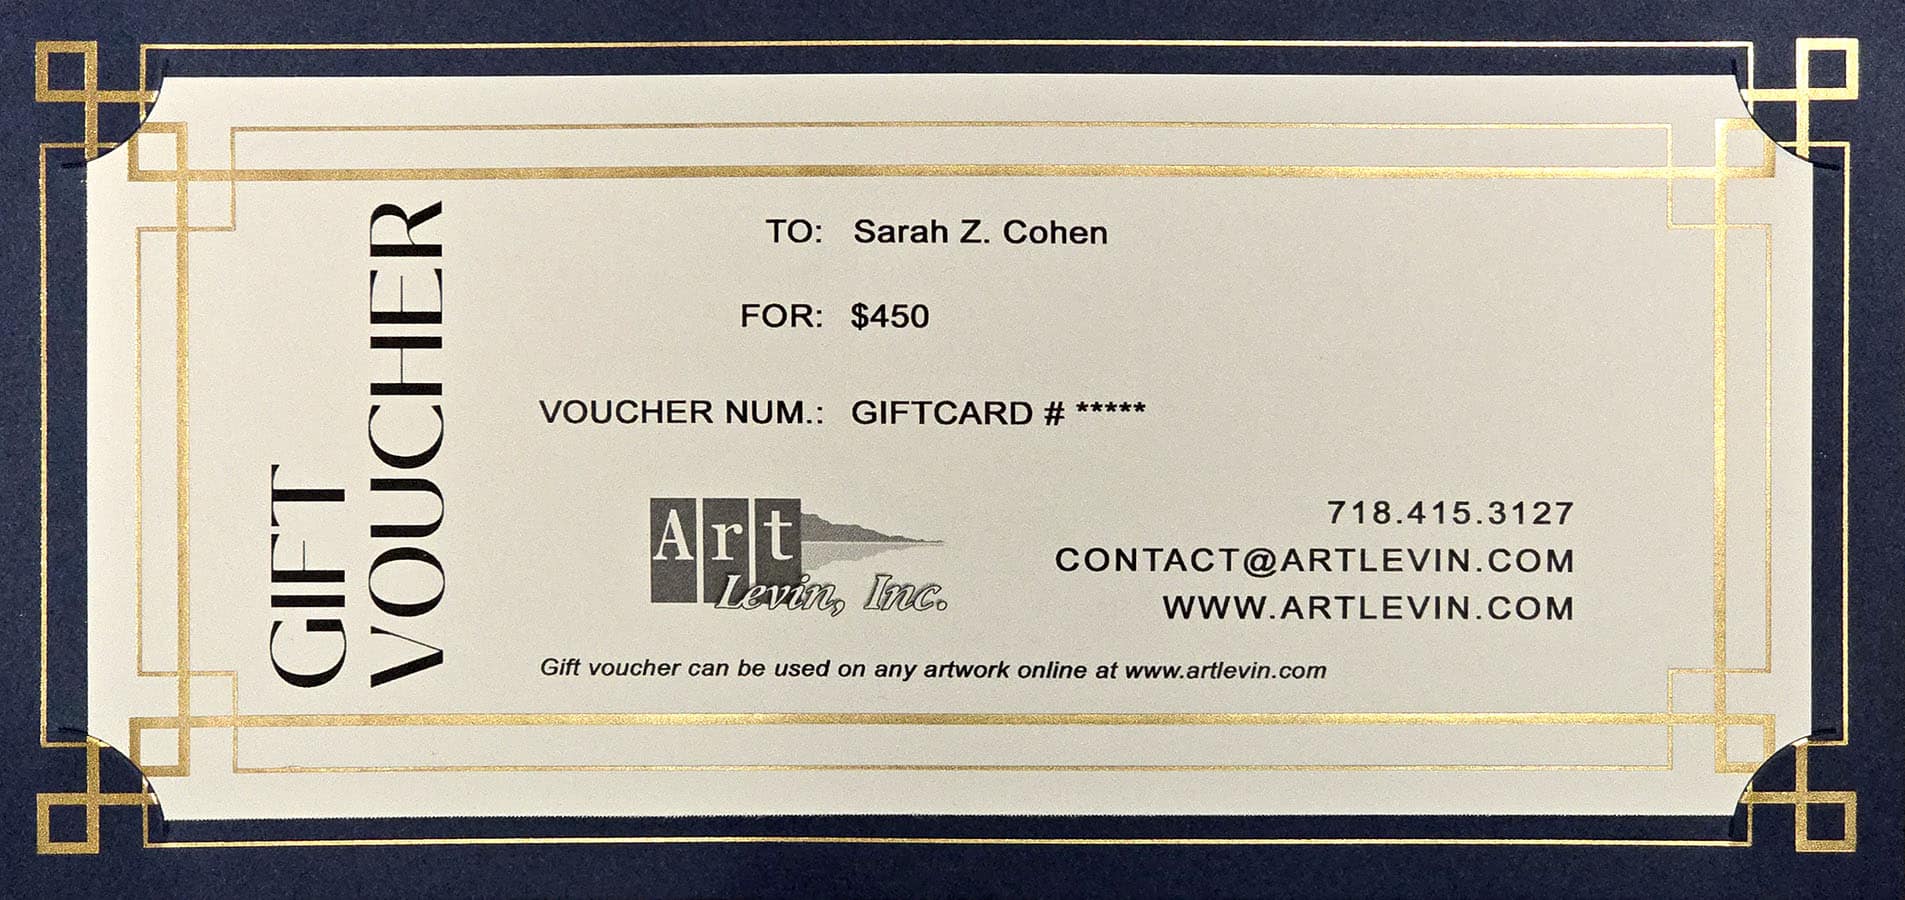 GIFT
VOUCHER
TO: Sarah Z. Cohen
FOR: $450
VOUCHER NUM.: GIFTCARD # *****
Art
Levin, Inc.
718.415.3127
CONTACT@ARTLEVIN.COM
WWW.ARTLEVIN.COM
Gift voucher can be used on any artwork online at www.artlevin.com